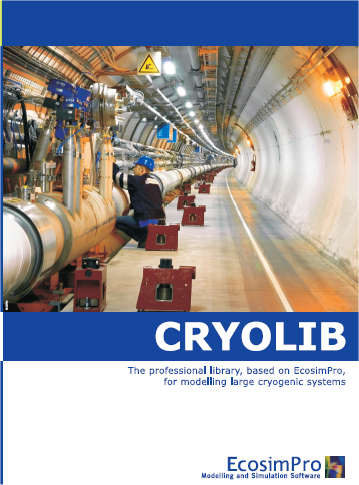 CRYOLIB
The professional library, based on EcosimPro,
for modelling large cryogenic systems
EcosimPro
Modelling and Simulation Software